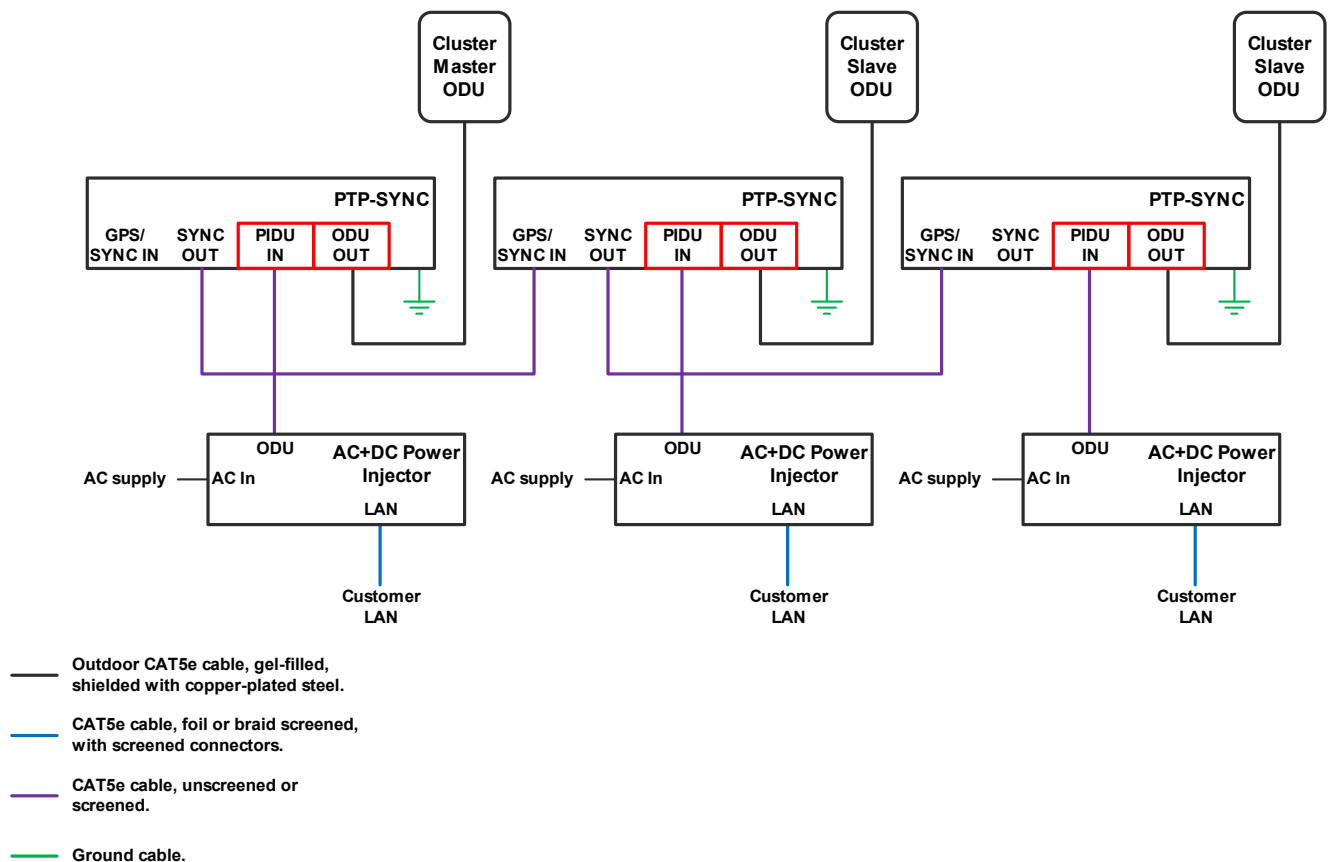 Cluster
Master
ODU
Cluster
Slave
ODU
Cluster
Slave
ODU
PTP-SYNC
GPS/
SYNC IN
SYNC
OUT
PIDU
IN
ODU
OUT
PTP-SYNC
GPS/
SYNC IN
SYNC
OUT
PIDU
IN
ODU
OUT
PTP-SYNC
GPS/
SYNC IN
SYNC
OUT
PIDU
IN
ODU
OUT
AC supply
ODU
AC In
AC+DC Power
Injector
LAN
AC supply
ODU
AC In
AC+DC Power
Injector
LAN
AC supply
ODU
AC In
AC+DC Power
Injector
LAN
Customer
LAN
Customer
LAN
Customer
LAN
Outdoor CAT5e cable, gel-filled,
shielded with copper-plated steel.
CAT5e cable, foil or braid screened,
with screened connectors.
CAT5e cable, unscreened or
screened.
Ground cable.